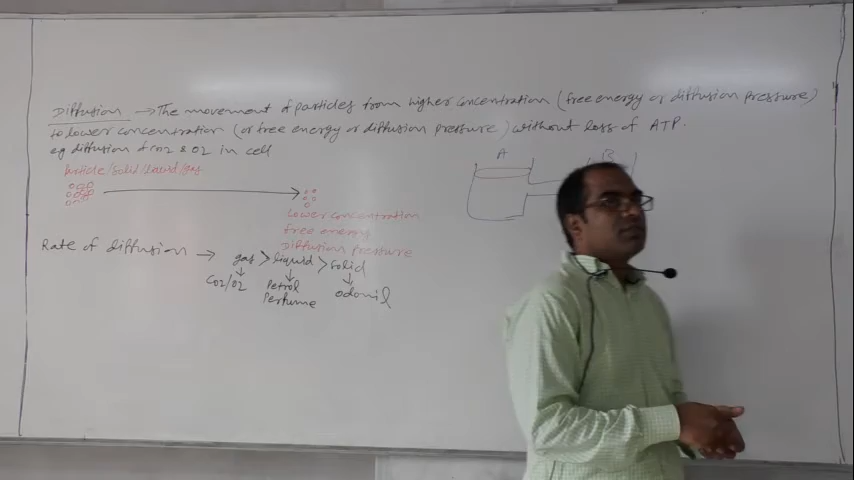 Diffusion → The movement of particles from higher concentration (free energy or diffusion pressure)
to lower concentration (or free energy or diffusion pressure) without loss of ATP.
eg diffusion of CO2 & O2 in cell
Particle/solid/liquid/gas
Lower concentration
free energy
Diffusion pressure
Rate of diffusion → gas > liquid > solid
CO2/O2 Petrol Odonil
Perfume
A B